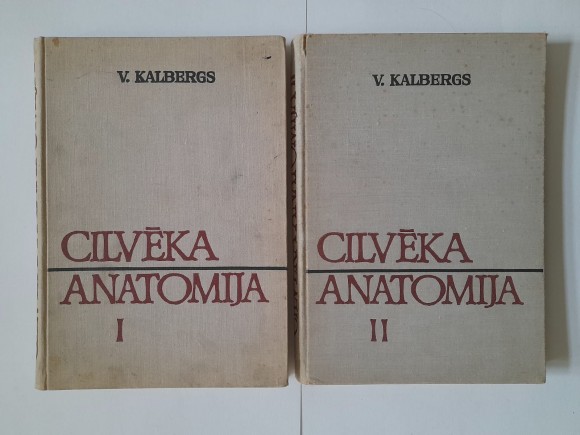 V. KALBERGS
CILVĒKA
ANATOMIJA
I
V. KALBERGS
CILVĒKA
ANATOMIJA
II